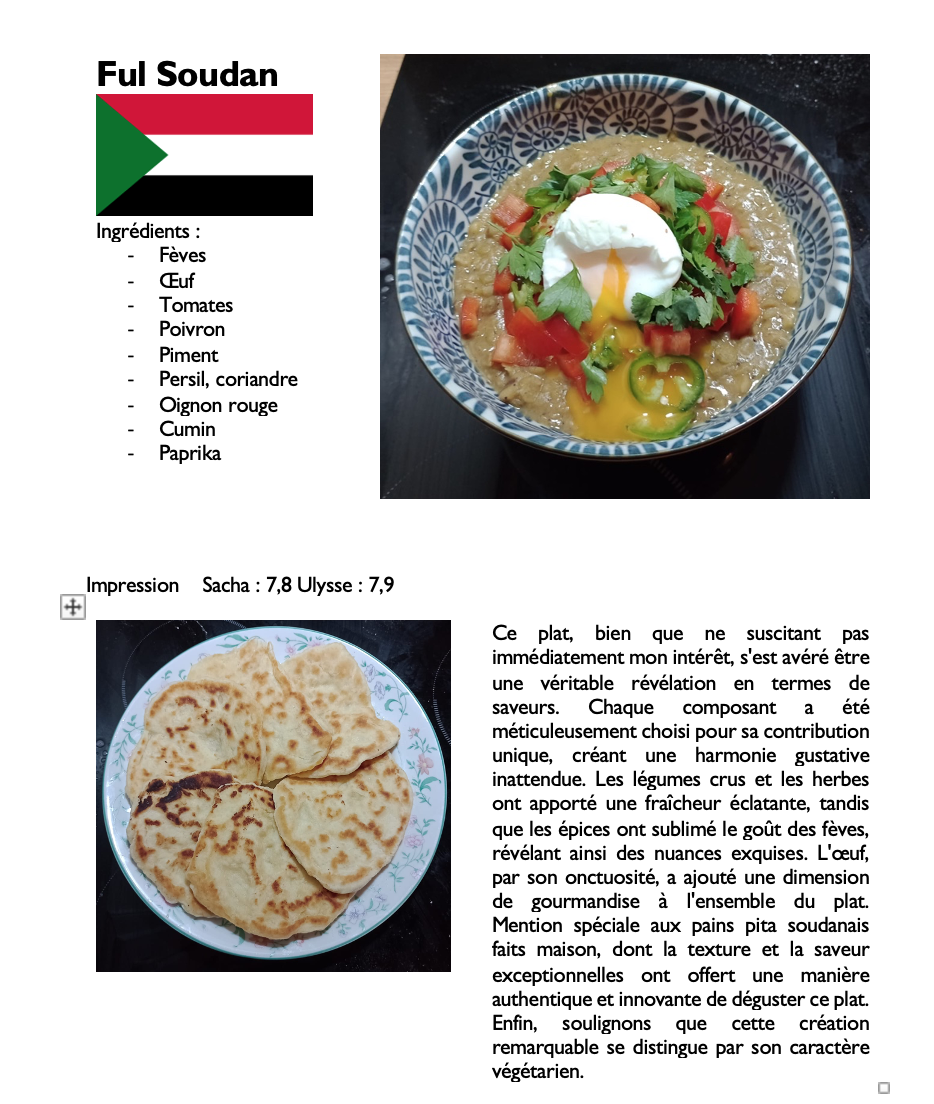 Ful Soudan
Ingrédients :
- Fèves
- Œuf
- Tomates
- Poivron
- Piment
- Persil, coriandre
- Oignon rouge
- Cumin
- Paprika
Impression Sacha : 7,8 Ulysse : 7,9
Ce plat, bien que ne suscitant pas
immédiatement mon intérêt, s'est avéré être
une véritable révélation en termes de
saveurs. Chaque composant a été
méticuleusement choisi pour sa contribution
unique, créant une harmonie gustative
inattendue. Les légumes crus et les herbes
ont apporté une fraîcheur éclatante, tandis
que les épices ont sublimé le goût des fèves,
révélant ainsi des nuances exquises. L'œuf,
par son onctuosité, a ajouté une dimension
de gourmandise à l'ensemble du plat.
Mention spéciale aux pains pita soudanais
faits maison, dont la texture et la saveur
exceptionnelles ont offert une manière
authentique et innovante de déguster ce plat.
Enfin, soulignons que cette création
remarquable se distingue par son caractère
végétarien.